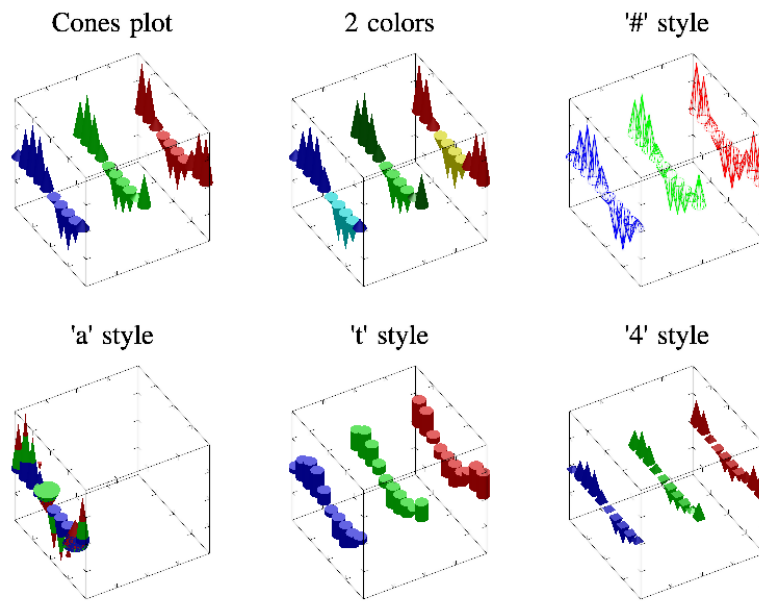 Cones plot
2 colors
'#' style
'a' style
't' style
'4' style